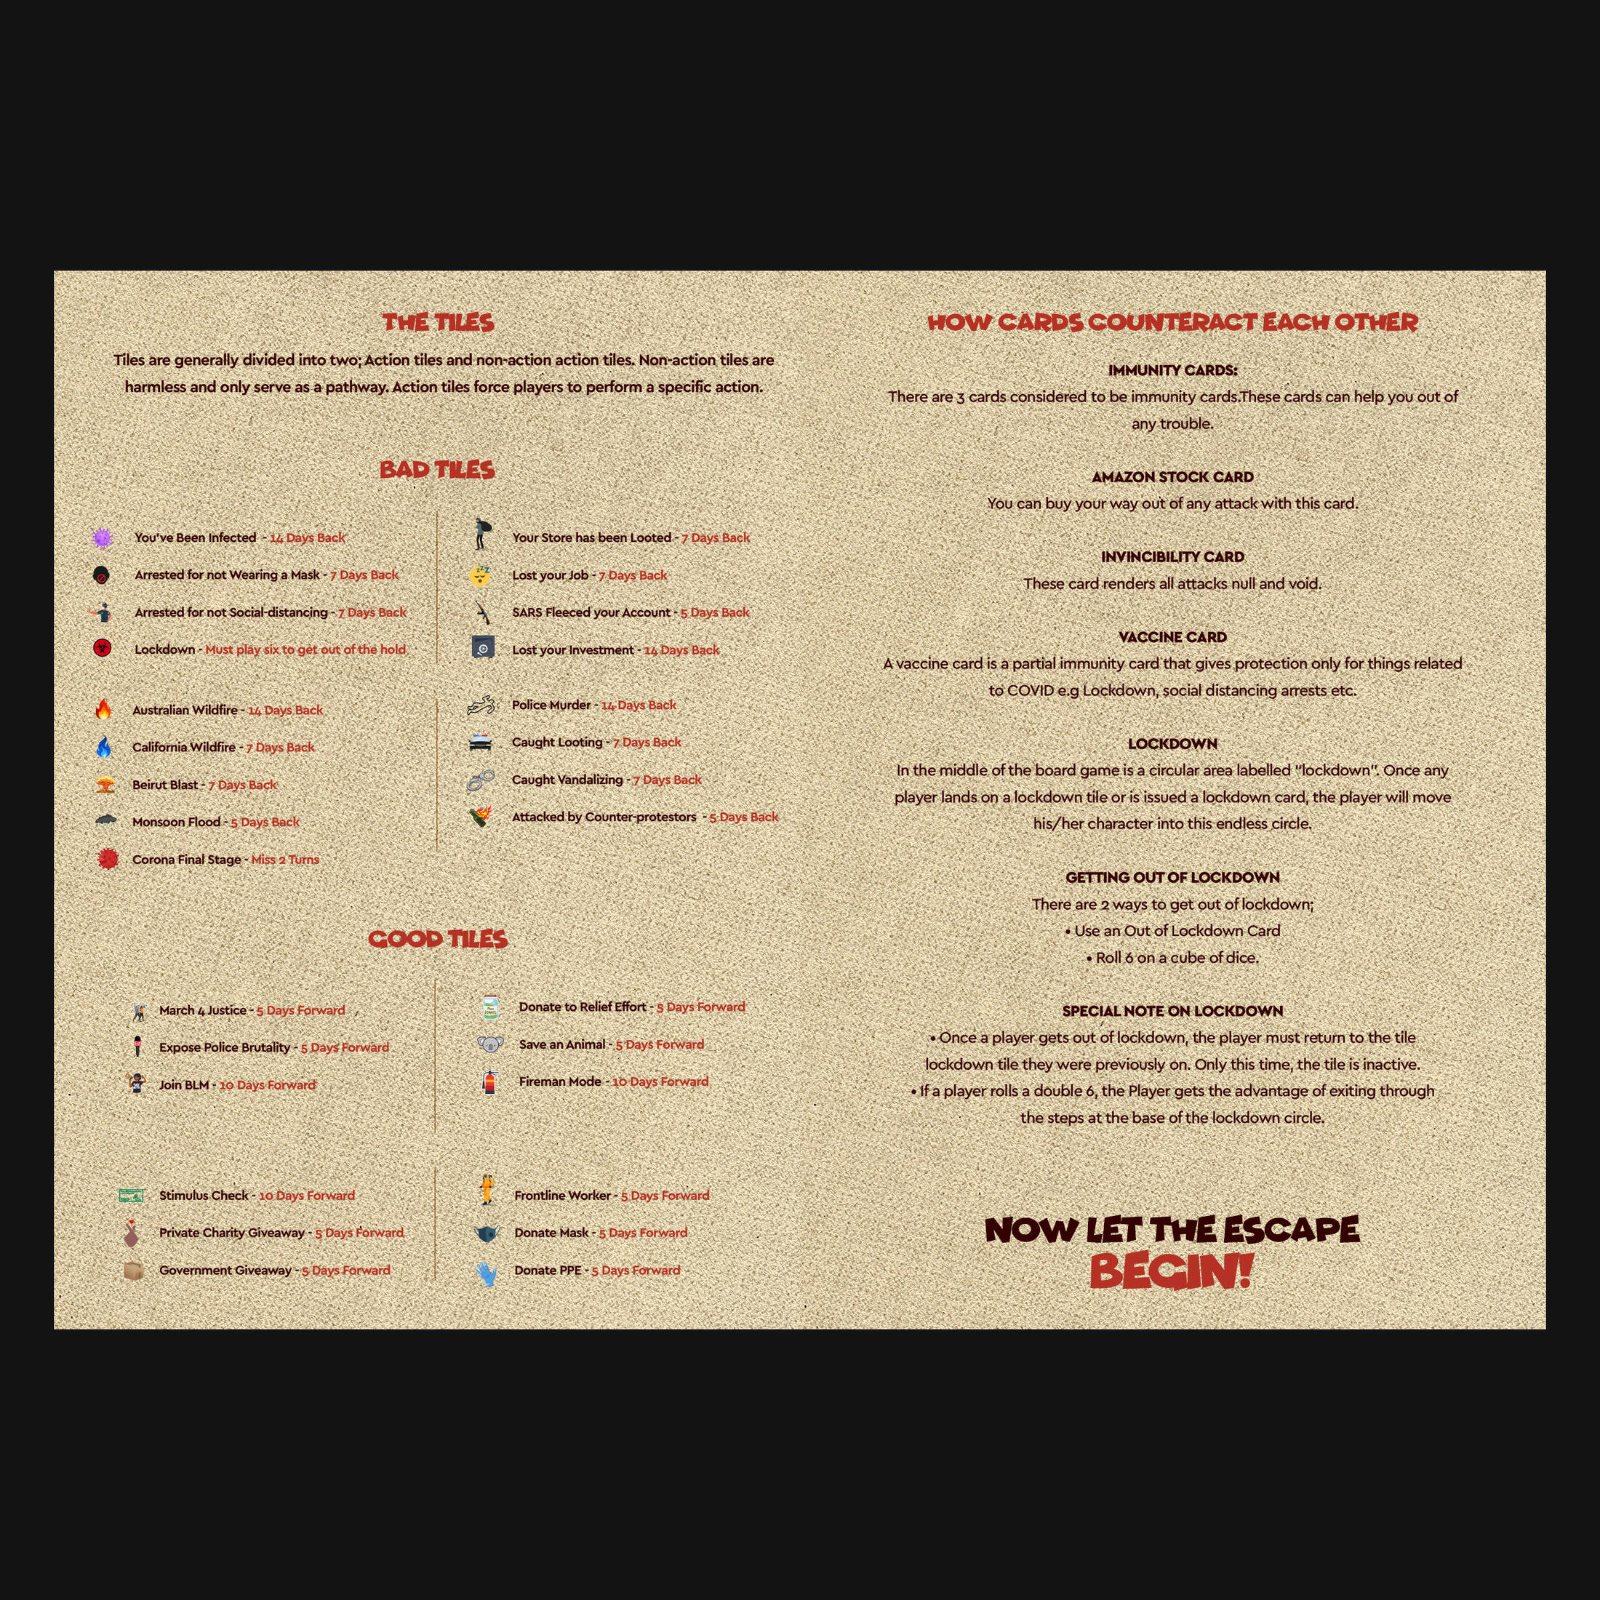 THE TILES
Tiles are generally divided into two; Action tiles and non-action action tiles. Non-action tiles are
harmless and only serve as a pathway. Action tiles force players to perform a specific action.
BAD TILES
You've Been Infected - 14 Days Back
Arrested for not Wearing a Mask - 7 Days Back
Arrested for not Social-distancing - 7 Days Back
Lockdown - Must play six to get out of the hold
Your Store has been Looted - 7 Days Back
Lost your Job - 7 Days Back
SARS Fleeced your Account - 5 Days Back
Lost your Investment - 14 Days Back
Australian Wildfire - 14 Days Back
California Wildfire - 7 Days Back
Beirut Blast - 7 Days Back
Monsoon Flood - 5 Days Back
Corona Final Stage - Miss 2 Turns
Police Murder - 14 Days Back
Caught Looting - 7 Days Back
Caught Vandalizing - 7 Days Back
Attacked by Counter-protestors - 5 Days Back
GOOD TILES
March 4 Justice - 5 Days Forward
Expose Police Brutality - 5 Days Forward
Join BLM - 10 Days Forward
Donate to Relief Effort - 5 Days Forward
Save an Animal - 5 Days Forward
Fireman Mode - 10 Days Forward
Stimulus Check - 10 Days Forward
Private Charity Giveaway - 5 Days Forward
Government Giveaway - 5 Days Forward
Frontline Worker - 5 Days Forward
Donate Mask - 5 Days Forward
Donate PPE - 5 Days Forward
HOW CARDS COUNTERACT EACH OTHER
IMMUNITY CARDS:
There are 3 cards considered to be immunity cards.These cards can help you out of
any trouble.
AMAZON STOCK CARD
You can buy your way out of any attack with this card.
INVINCIBILITY CARD
These card renders all attacks null and void.
VACCINE CARD
A vaccine card is a partial immunity card that gives protection only for things related
to COVID e.g Lockdown, social distancing arrests etc.
LOCKDOWN
In the middle of the board game is a circular area labelled "lockdown". Once any
player lands on a lockdown tile or is issued a lockdown card, the player will move
his/her character into this endless circle.
GETTING OUT OF LOCKDOWN
There are 2 ways to get out of lockdown;
• Use an Out of Lockdown Card
• Roll 6 on a cube of dice.
SPECIAL NOTE ON LOCKDOWN
• Once a player gets out of lockdown, the player must return to the tile
lockdown tile they were previously on. Only this time, the tile is inactive.
• If a player rolls a double 6, the Player gets the advantage of exiting through
the steps at the base of the lockdown circle.
NOW LET THE ESCAPE
BEGIN!